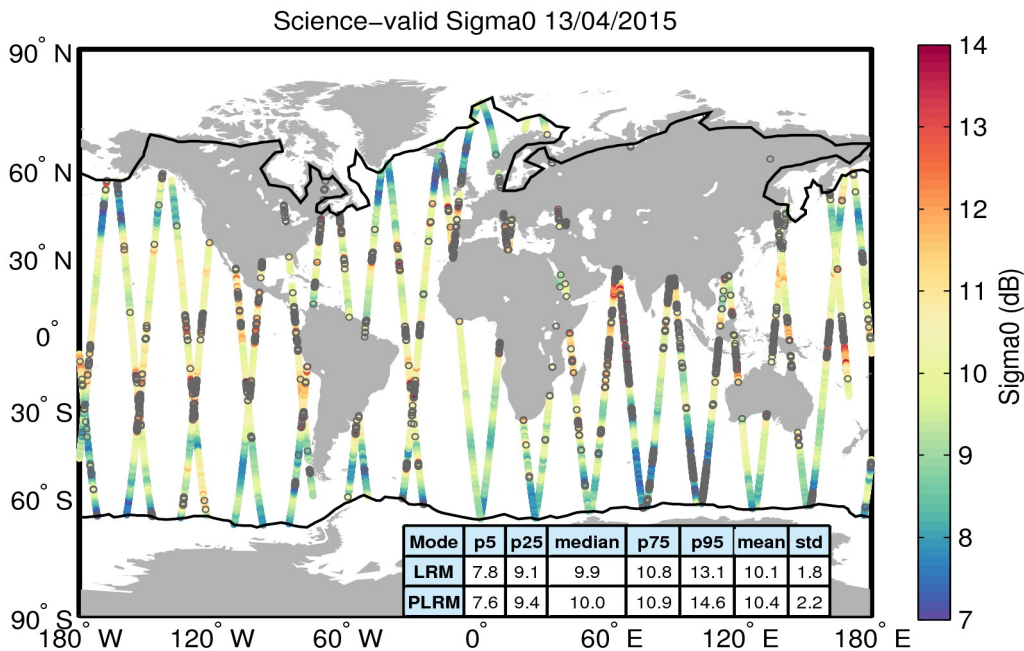 Science−valid Sigma0 13/04/2015
90° N
60° N
30° N
0°
30° S
60° S
90° S
180° W
120° W
60° W
0°
60° E
120° E
180° E
Mode p5 p25 median p75 p95 mean std
LRM 7.8 9.1 9.9 10.8 13.1 10.1 1.8
PLRM 7.6 9.4 10.0 10.9 14.6 10.4 2.2
14
13
12
11
10
9
8
7
Sigma0 (dB)